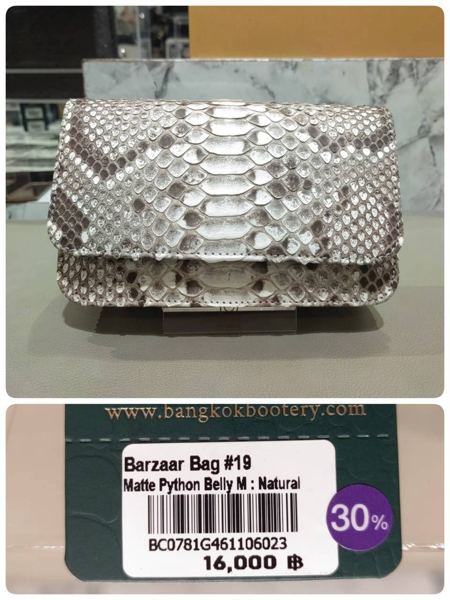 www.bangkokbootery.com
Barzaar Bag #19
Matte Python Belly M : Natural
BC0781G461106023
16,000 ฿
30%